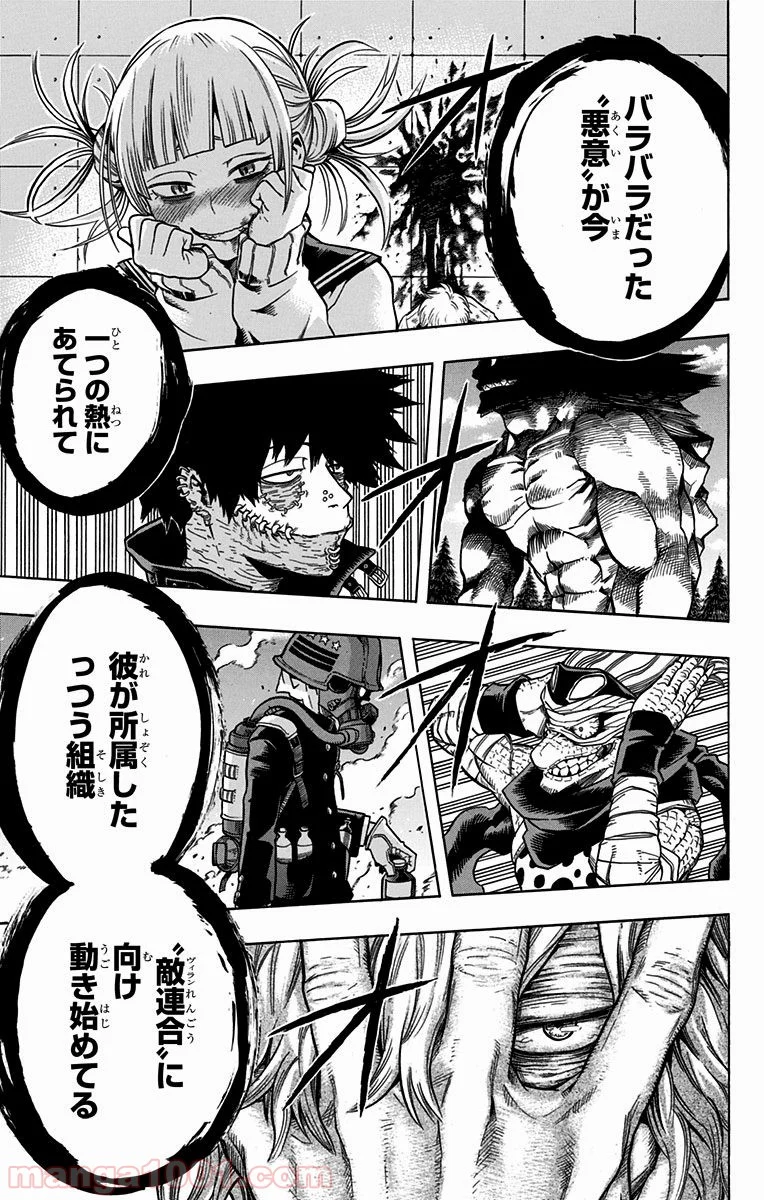 バラバラだった
〝悪意〟が今
一つの熱に
あてられて
彼が所属した
っつう組織
〝敵連合〟に
向け
動き始めてる